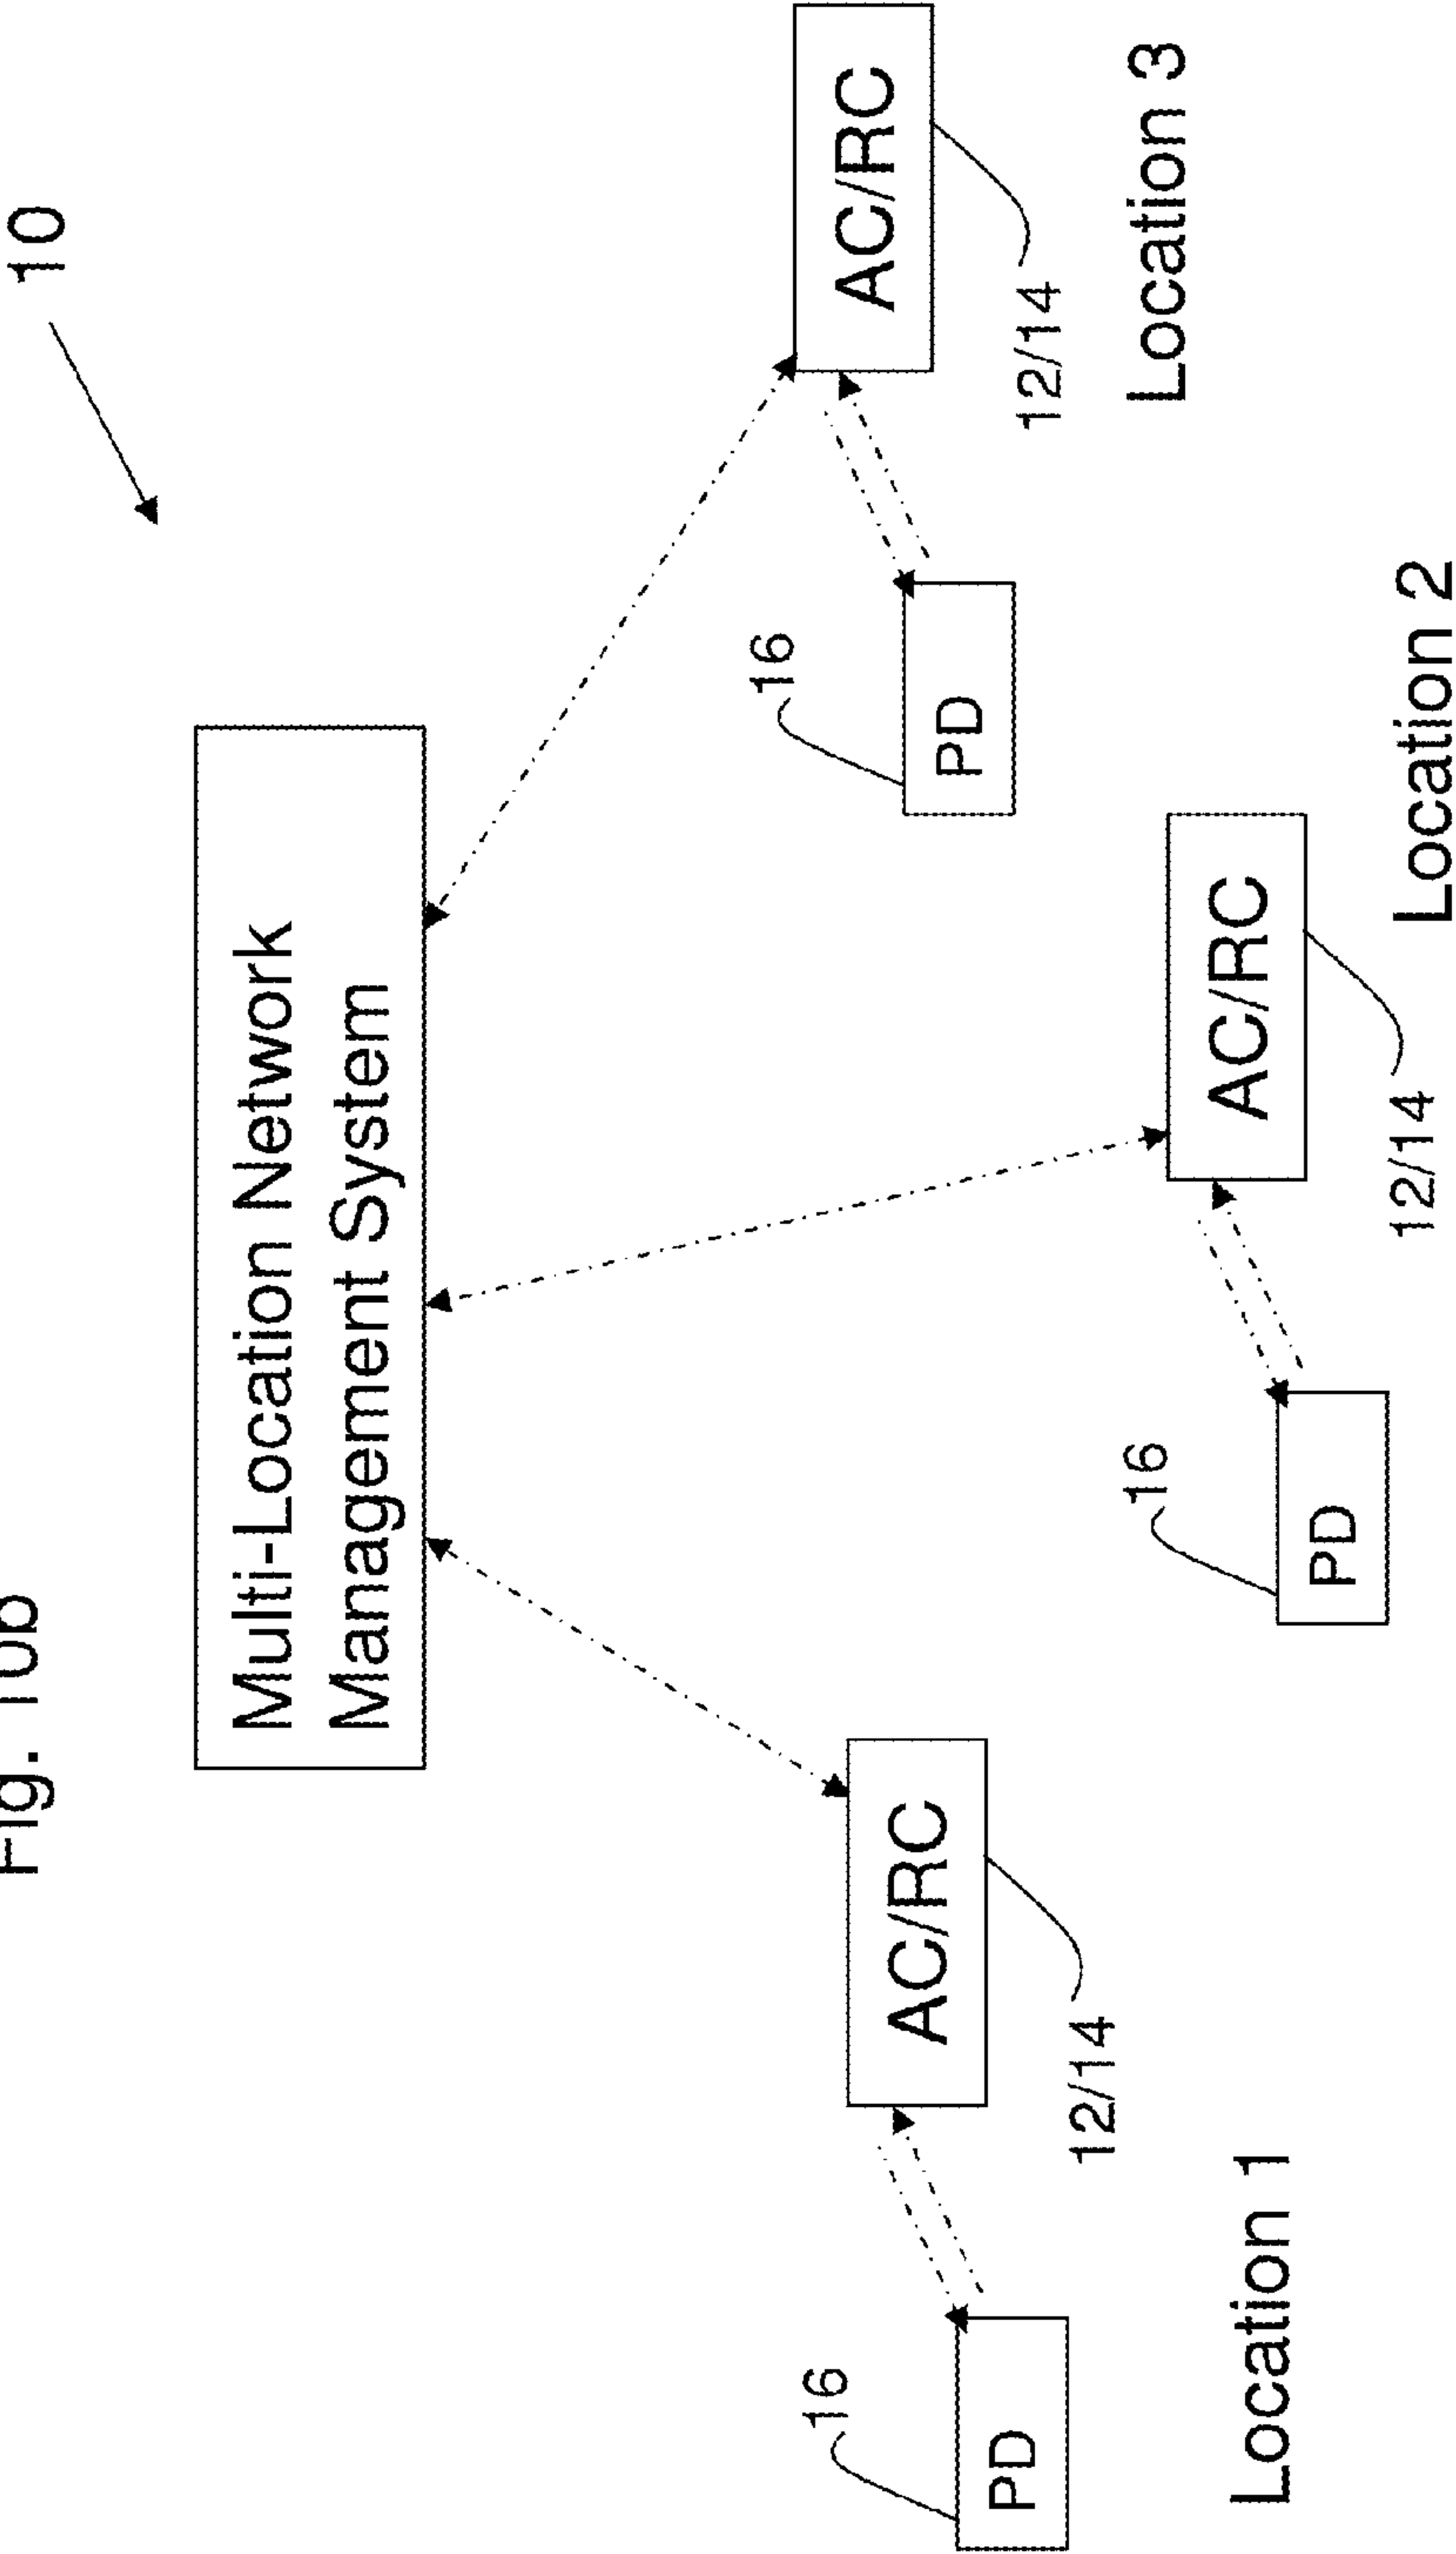 Fig. 10b
10
Multi-Location Network
Management System
AC/RC
12/14
16
PD
Location 1
AC/RC
12/14
16
PD
Location 2
AC/RC
12/14
16
PD
Location 3